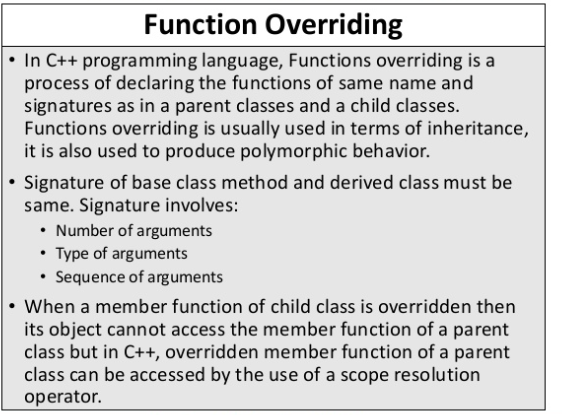 Function Overriding
• In C++ programming language, Functions overriding is a
process of declaring the functions of same name and
signatures as in a parent classes and a child classes.
Functions overriding is usually used in terms of inheritance,
it is also used to produce polymorphic behavior.
• Signature of base class method and derived class must be
same. Signature involves:
• Number of arguments
• Type of arguments
• Sequence of arguments
• When a member function of child class is overridden then
its object cannot access the member function of a parent
class but in C++, overridden member function of a parent
class can be accessed by the use of a scope resolution
operator.